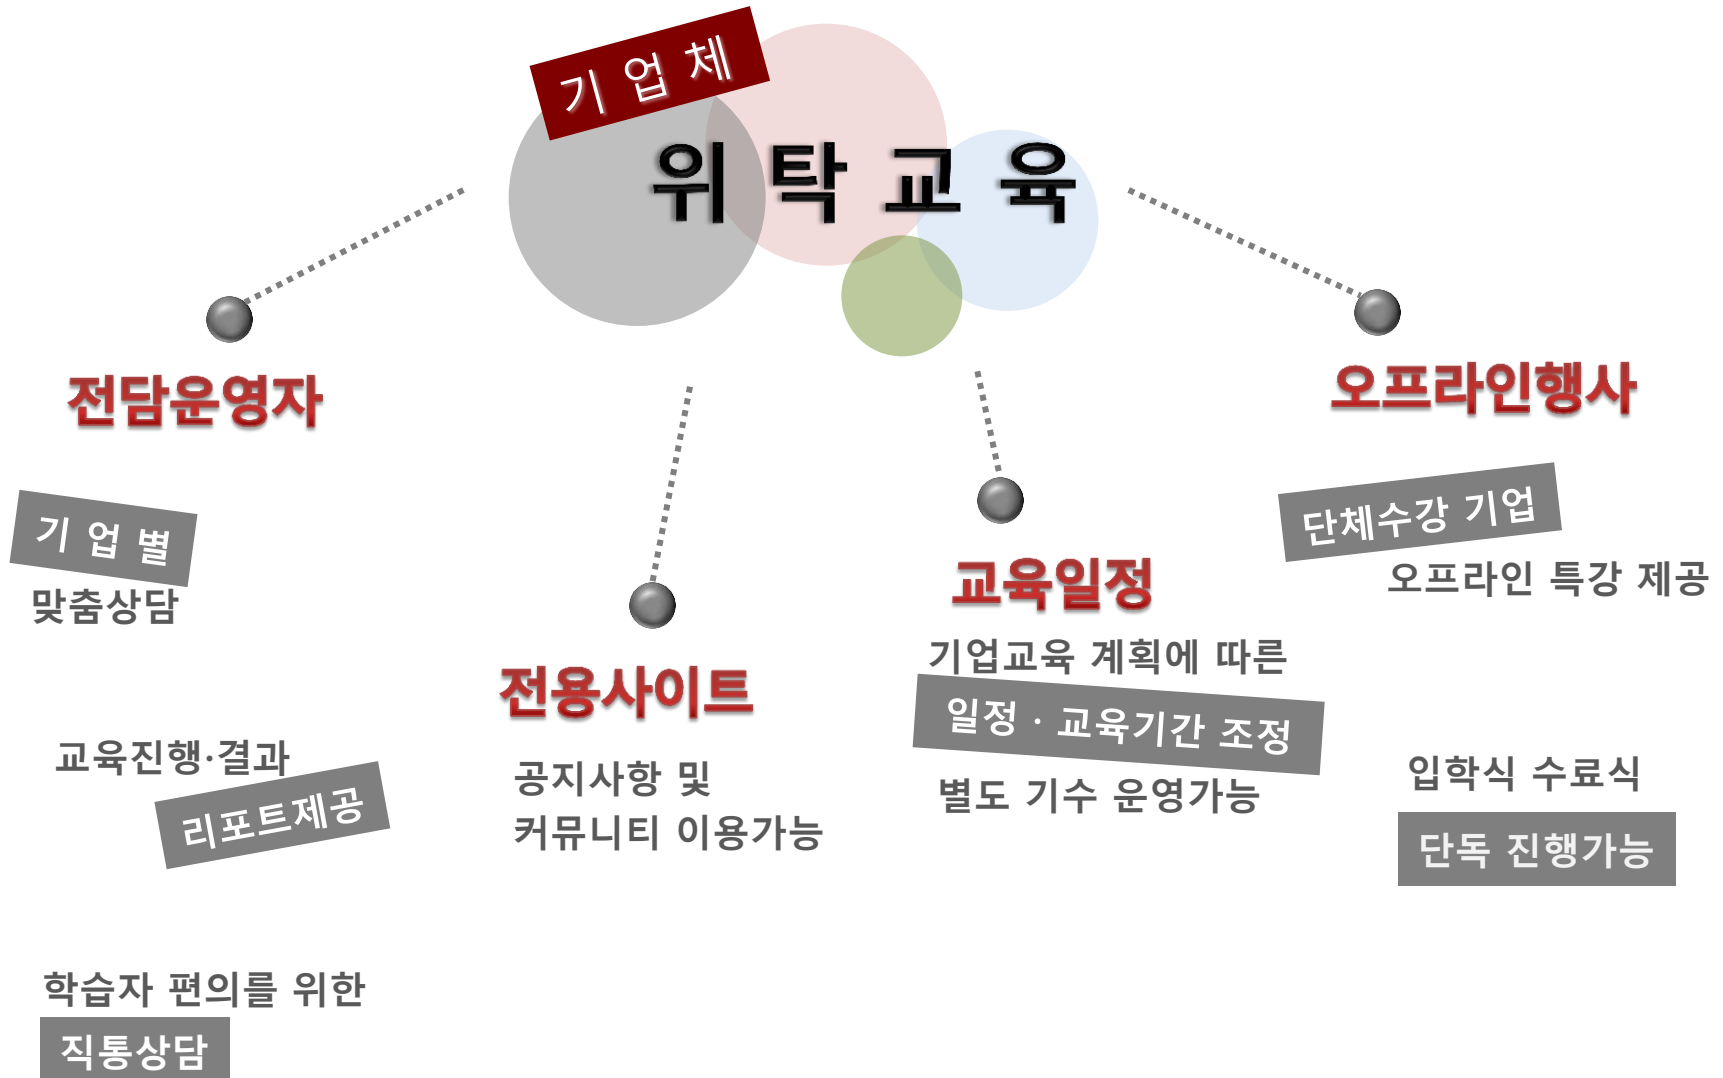 기 업 체
위 탁 교 육
전담운영자
기 업 별
맞춤상담
교육진행·결과
리포트제공
학습자 편의를 위한
직통상담
전용사이트
공지사항 및
커뮤니티 이용가능
교육일정
기업교육 계획에 따른
일정 · 교육기간 조정
별도 기수 운영가능
오프라인행사
단체수강 기업
오프라인 특강 제공
입학식 수료식
단독 진행가능